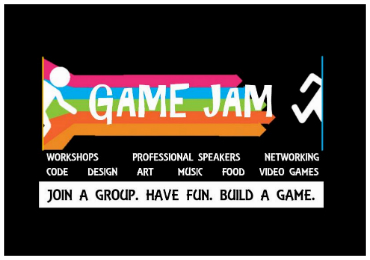 GAME JAM
WORKSHOPS PROFESSIONAL SPEAKERS NETWORKING
CODE DESIGN ART MUSIC FOOD VIDEO GAMES
JOIN A GROUP. HAVE FUN. BUILD A GAME.